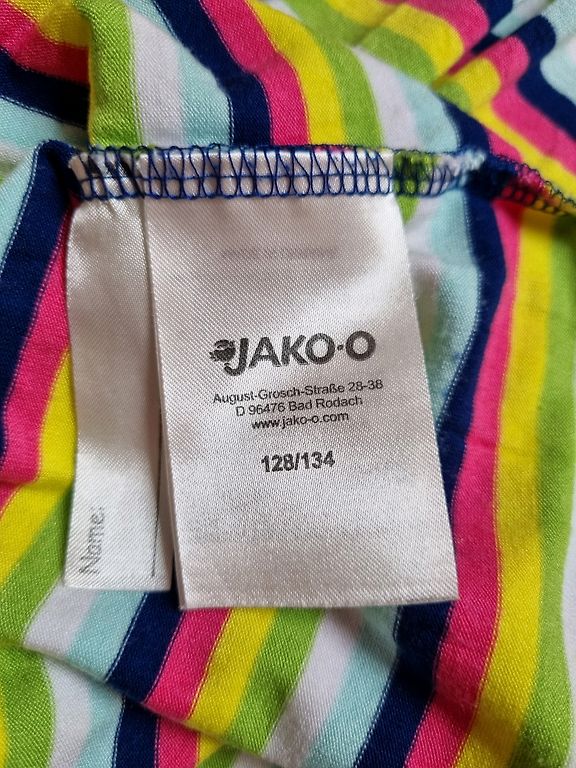 JAKO-O
August-Grosch-Straße 28-38
D 96476 Bad Rodach
www.jako-o.com
128/134
Name: